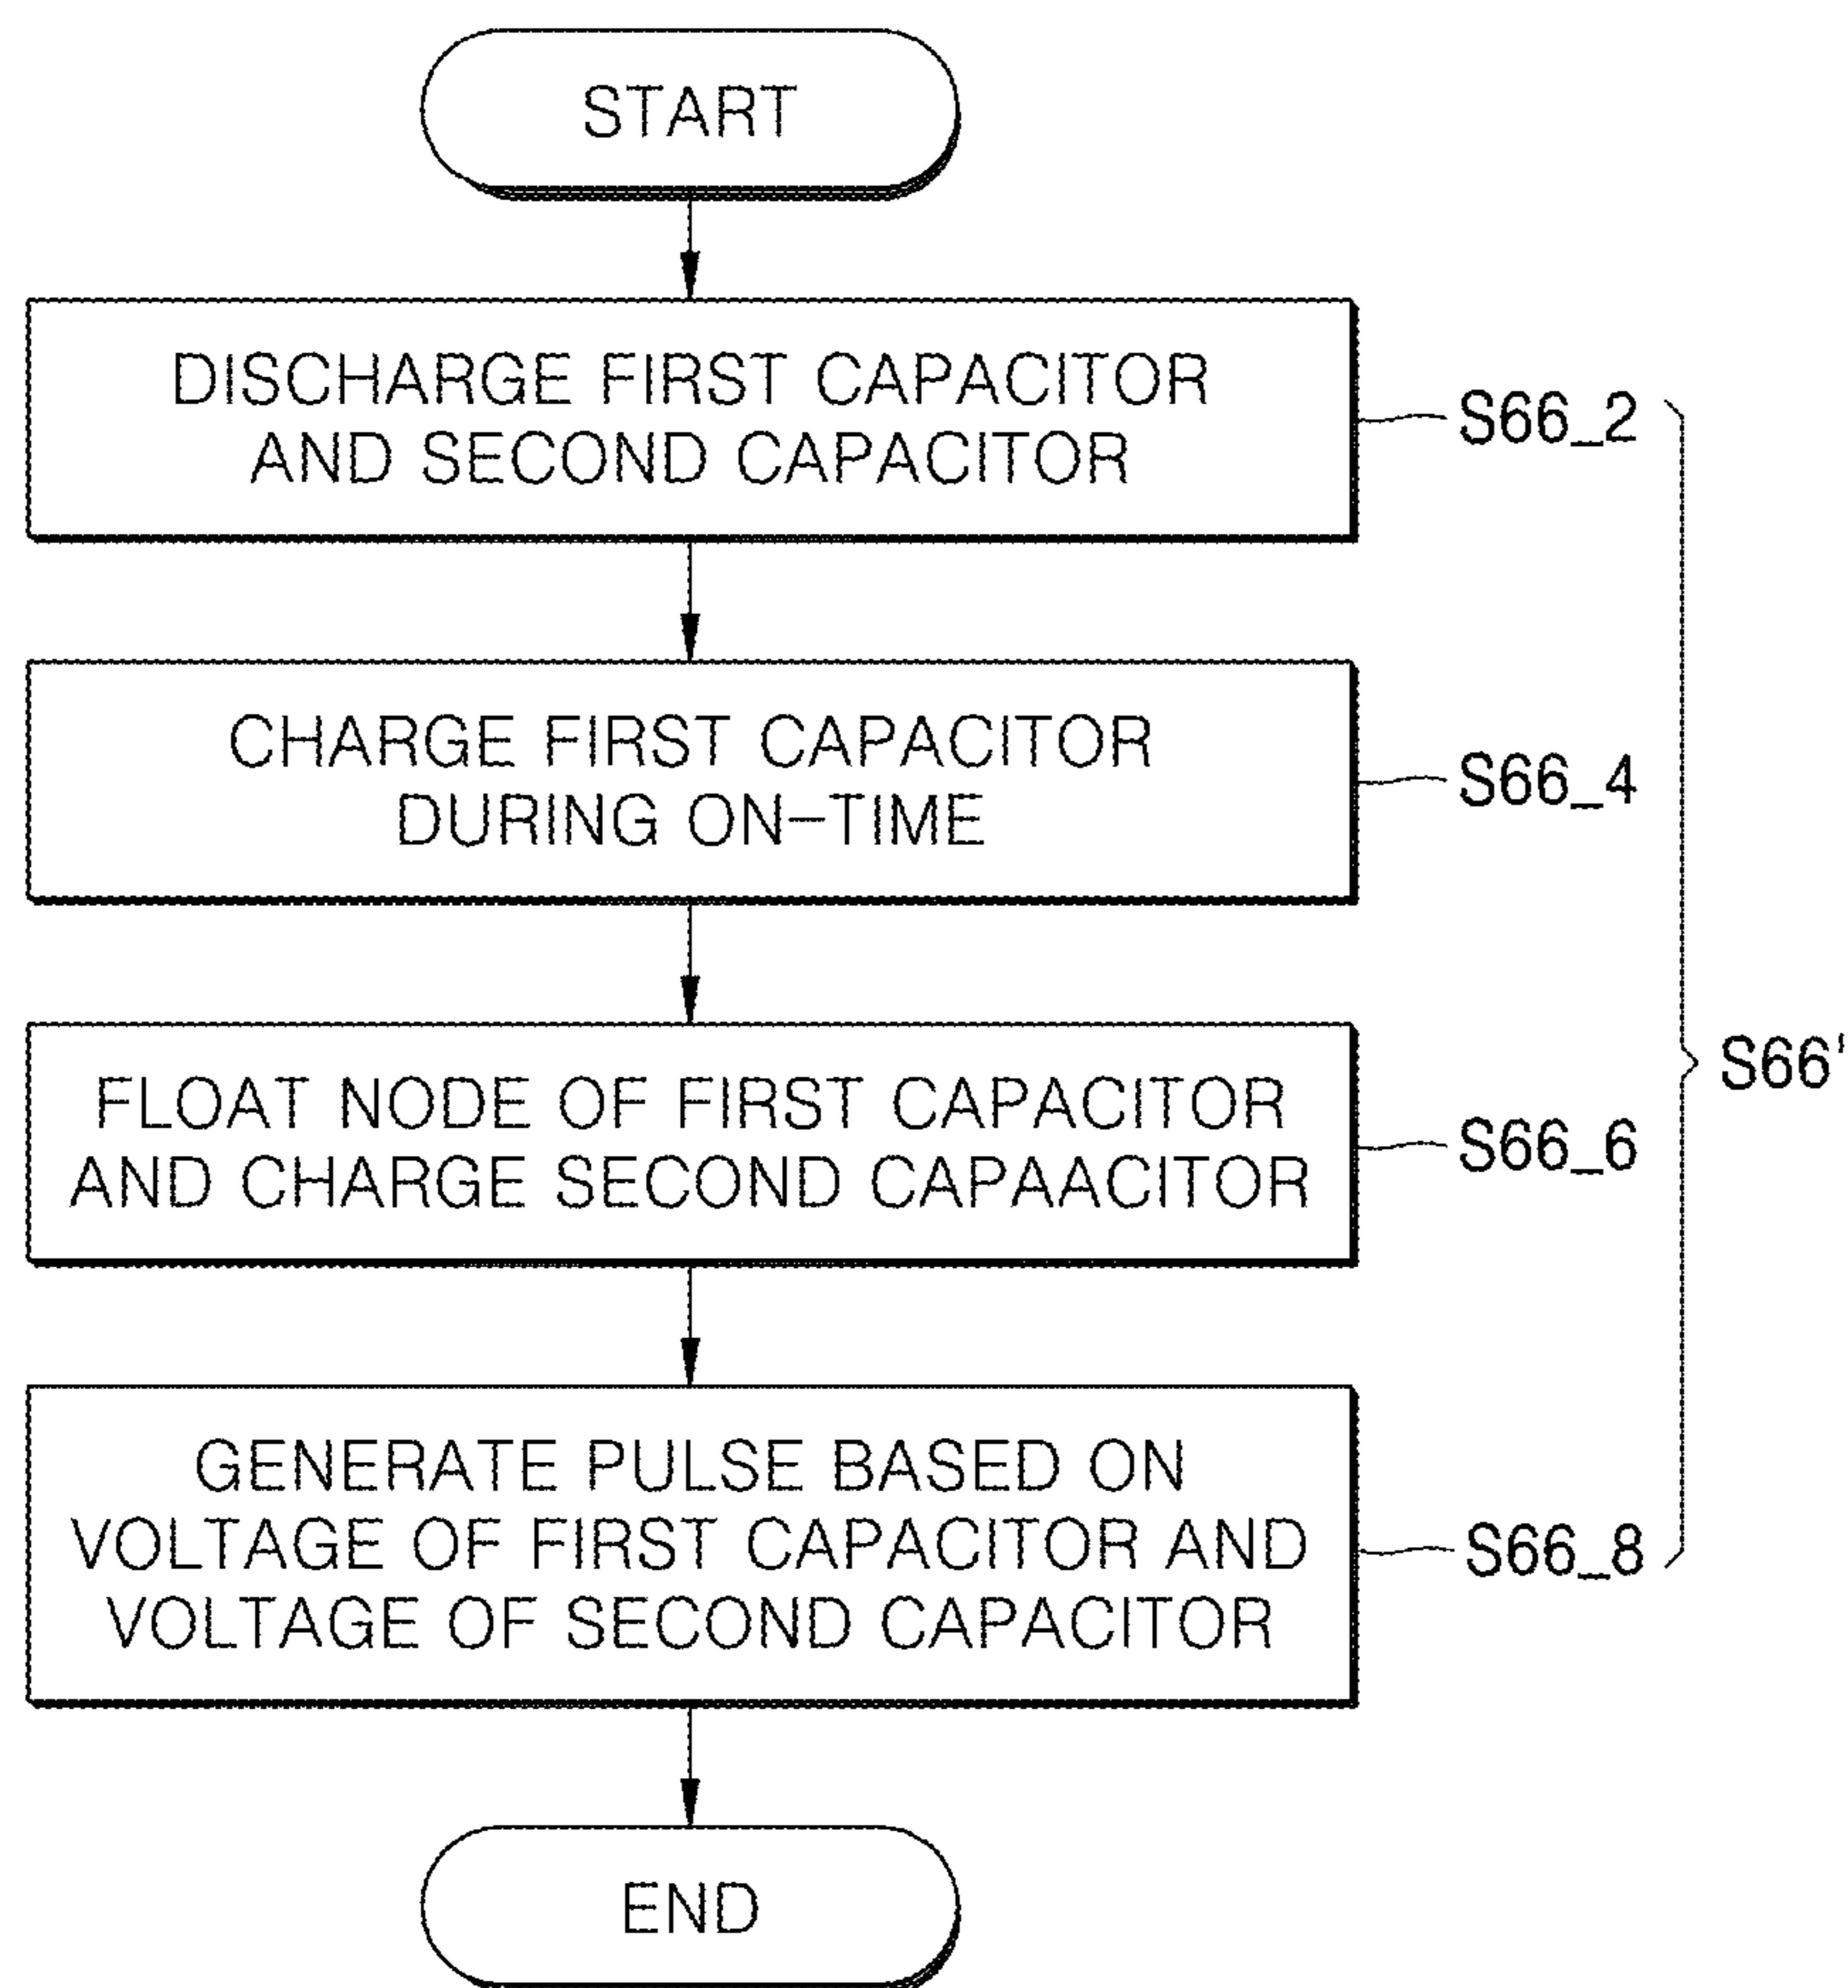 START
DISCHARGE FIRST CAPACITOR
AND SECOND CAPACITOR
S66_2
CHARGE FIRST CAPACITOR
DURING ON-TIME
S66_4
FLOAT NODE OF FIRST CAPACITOR
AND CHARGE SECOND CAPAACITOR
S66_6
S66'
GENERATE PULSE BASED ON
VOLTAGE OF FIRST CAPACITOR AND
VOLTAGE OF SECOND CAPACITOR
S66_8
END